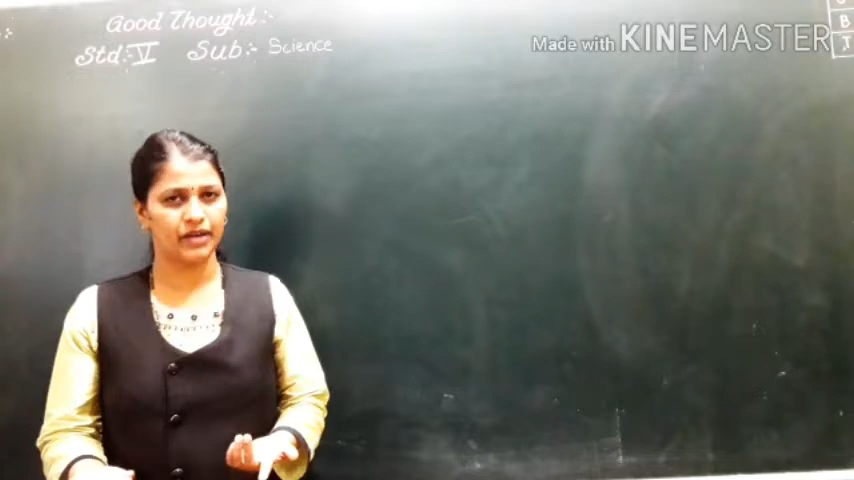 Good Thought:-
Std:- V Sub:- Science
Made with KINEMASTER
B